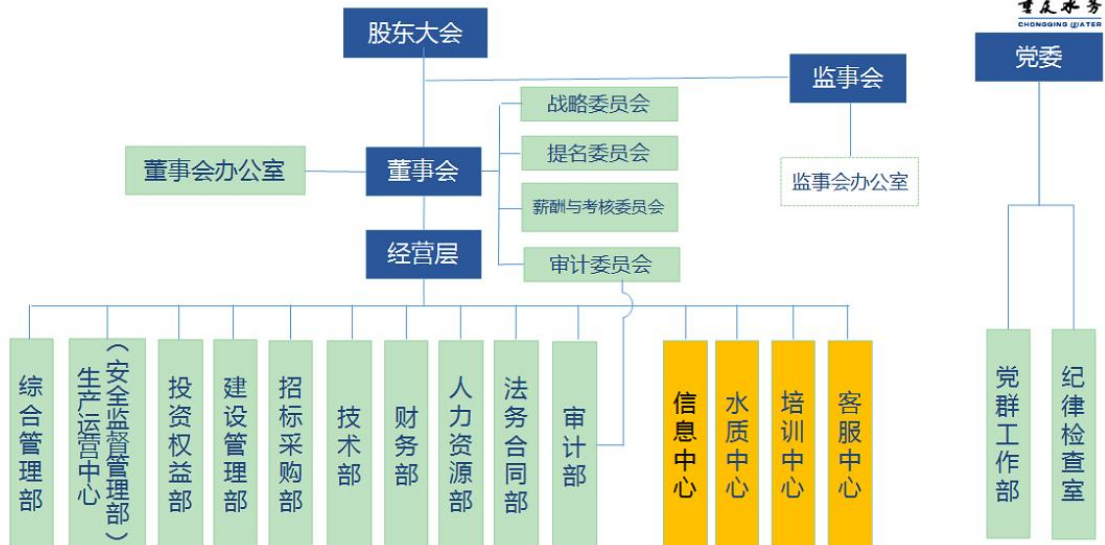 重庆水务
CHONGQING WATER
股东大会
党委
监事会
战略委员会
提名委员会
董事会办公室
董事会
监事会办公室
薪酬与考核委员会
经营层
审计委员会
综合管理部
生产运营中心
（安全监督管理部）
投资权益部
建设管理部
招标采购部
技术部
财务部
人力资源部
法务合同部
审计部
信息中心
水质中心
培训中心
客服中心
党群工作部
纪律检查室